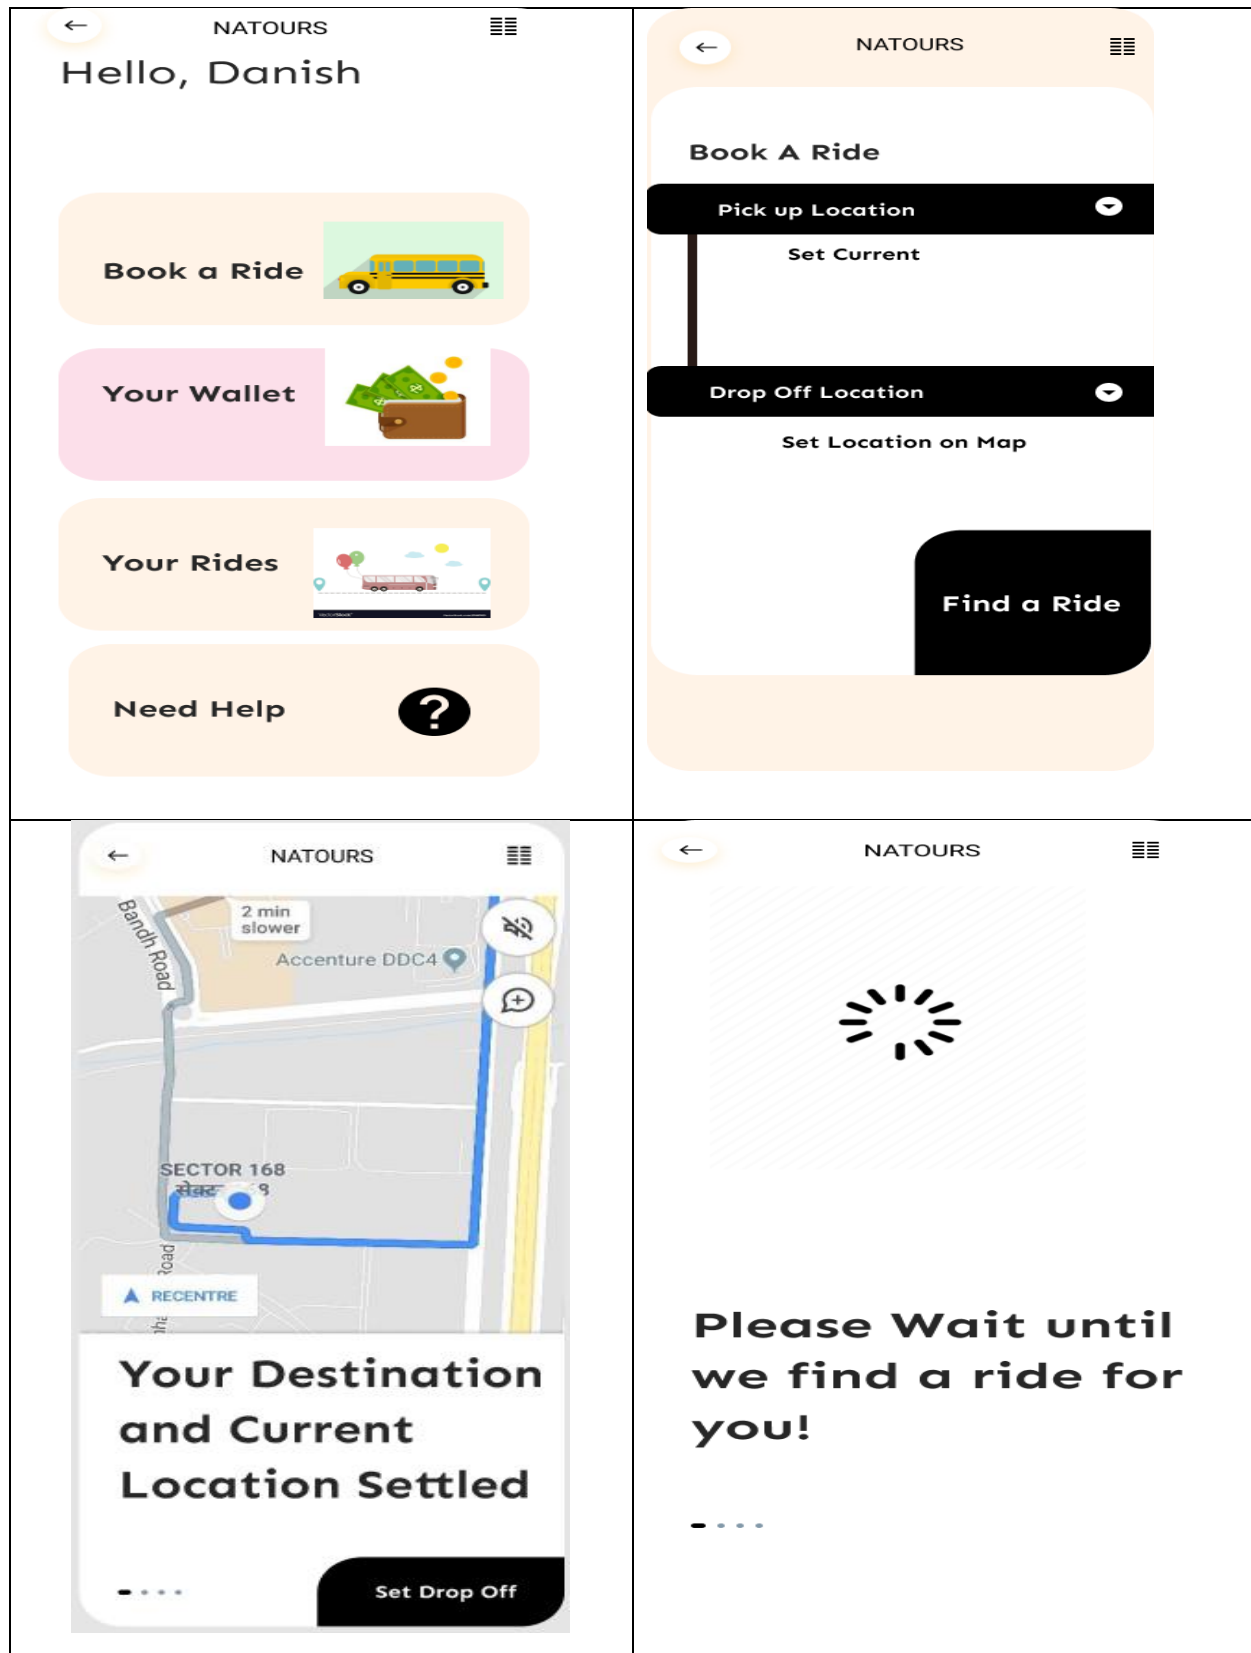 NATOURS
Hello, Danish
Book a Ride
Your Wallet
Your Rides
Need Help
?
NATOURS
Book A Ride
Pick up Location
Set Current
Drop Off Location
Set Location on Map
Find a Ride
NATOURS
Bandh Road
2 min
slower
Accenture DDC4
SECTOR 168
Road
RECENTRE
Your Destination
and Current
Location Settled
Set Drop Off
NATOURS
Please Wait until
we find a ride for
you!